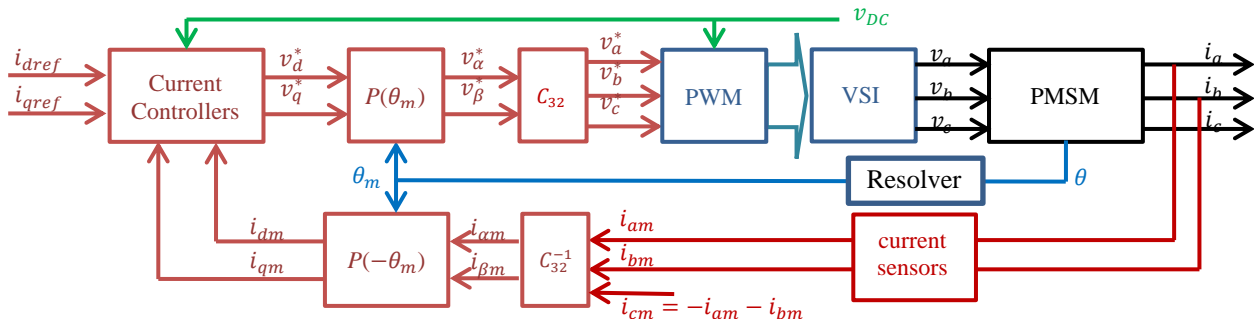 v_DC
i_dref
i_qref
Current
Controllers
v_d^*
v_q^*
P(θ_m)
v_α^*
v_β^*
C_32
v_a^*
v_b^*
v_c^*
PWM
VSI
v_a
v_b
v_c
PMSM
i_a
i_b
i_c
θ_m
Resolver
θ
i_dm
i_qm
P(−θ_m)
i_αm
i_βm
C_32^−1
i_am
i_bm
i_cm = −i_am − i_bm
current
sensors